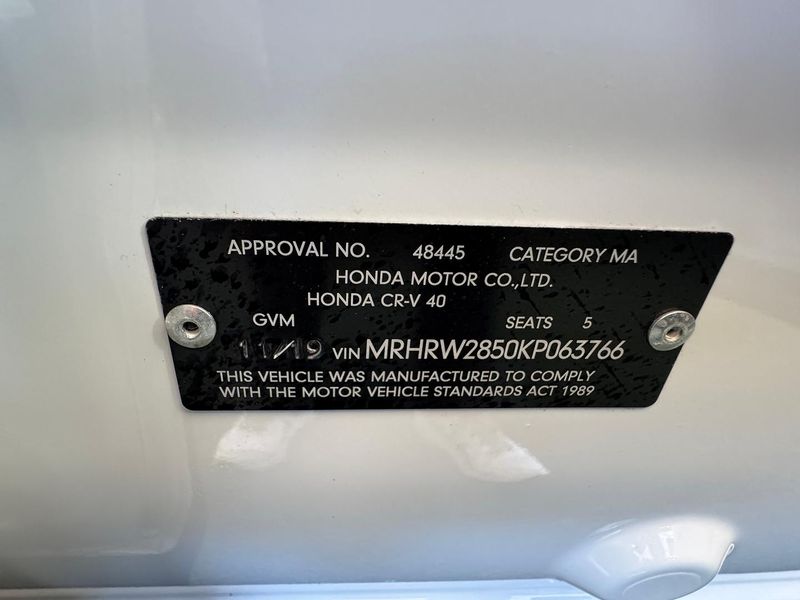 APPROVAL NO. 48445 CATEGORY MA
HONDA MOTOR CO.,LTD.
HONDA CR-V 40
GVM SEATS 5
11/19 VIN MRHRW2850KP063766
THIS VEHICLE WAS MANUFACTURED TO COMPLY
WITH THE MOTOR VEHICLE STANDARDS ACT 1989